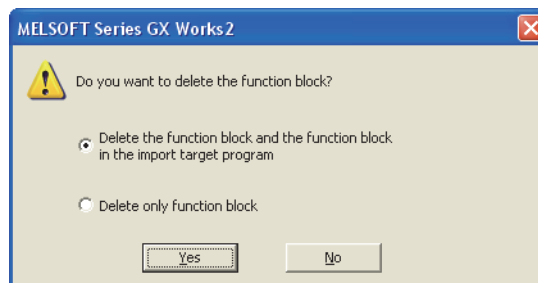 MELSOFT Series GX Works2
Do you want to delete the function block?
Delete the function block and the function block
in the import target program
Delete only function block
Yes
No